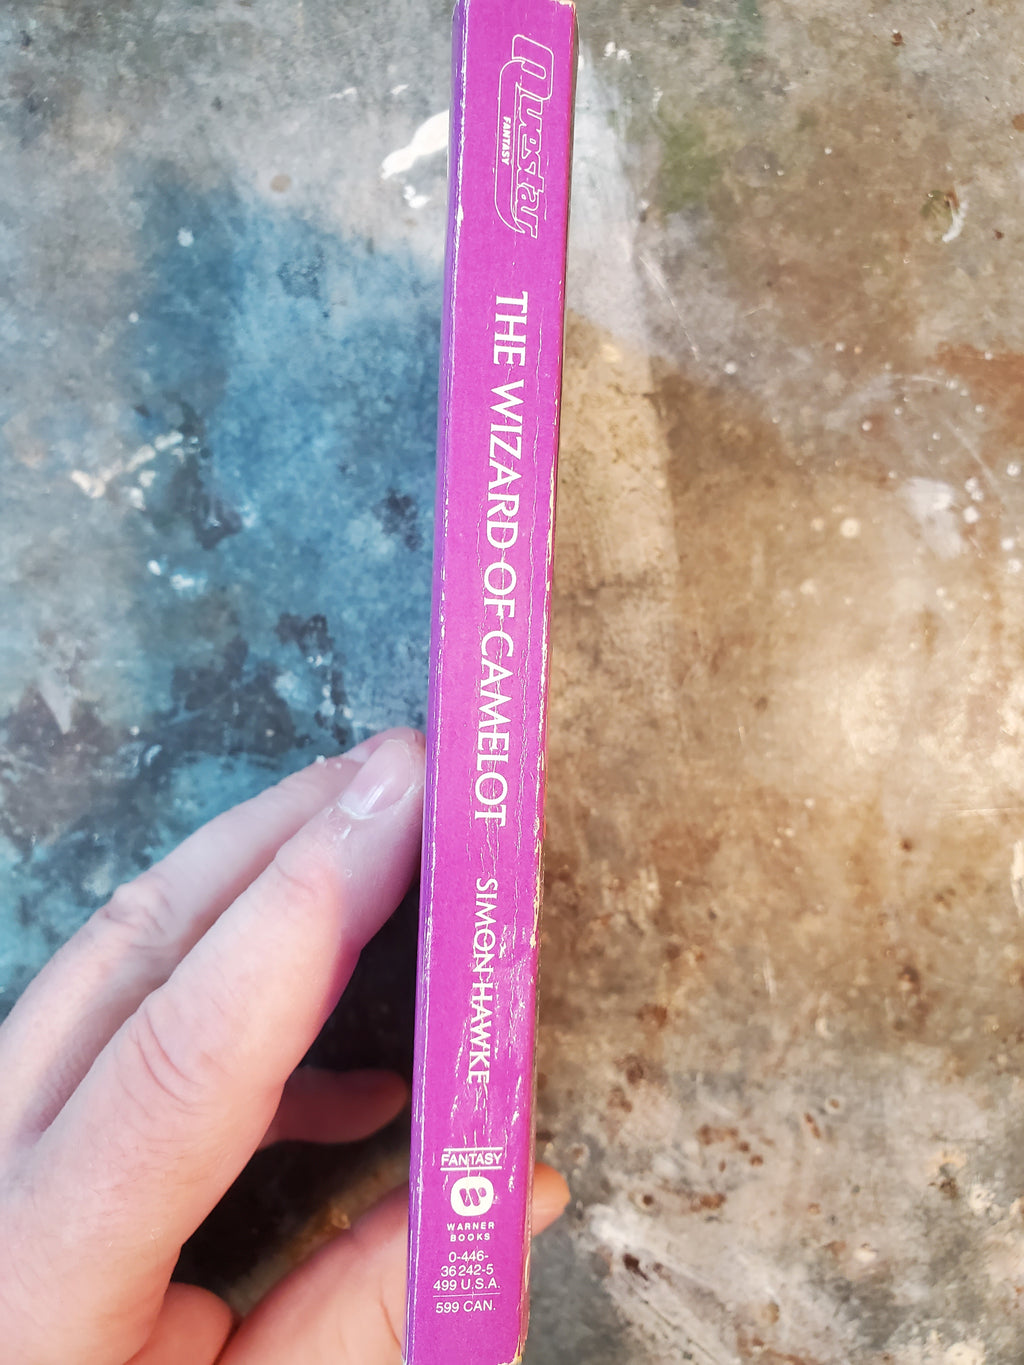 Questar
FANTASY
THE WIZARD OF CAMELOT
SIMON HAWKE
FANTASY
WARNER
BOOKS
0-446-
36242-5
499 U.S.A.
599 CAN.